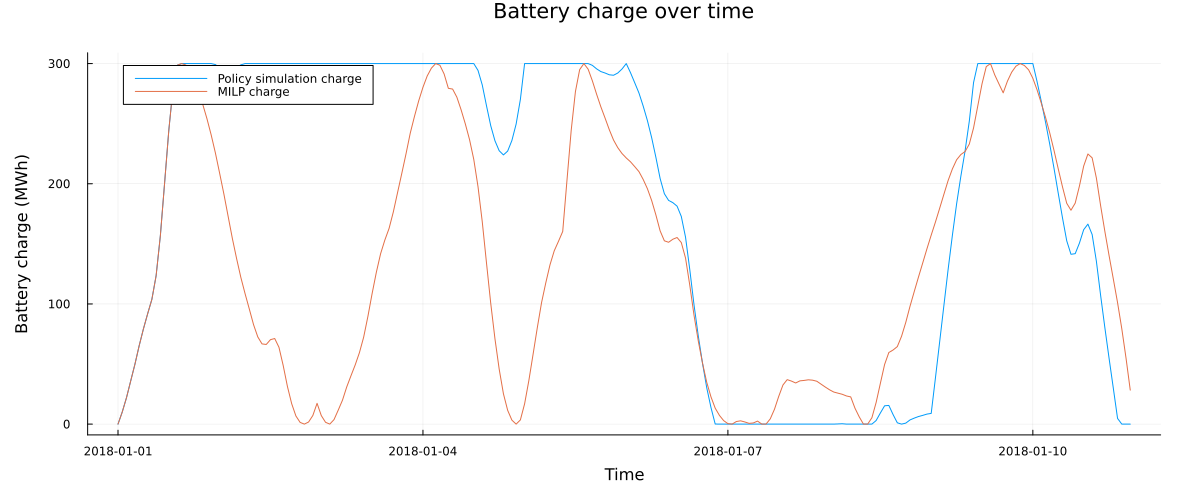 Battery charge over time
Policy simulation charge
MILP charge
300
200
100
0
Battery charge (MWh)
2018-01-01
2018-01-04
2018-01-07
2018-01-10
Time